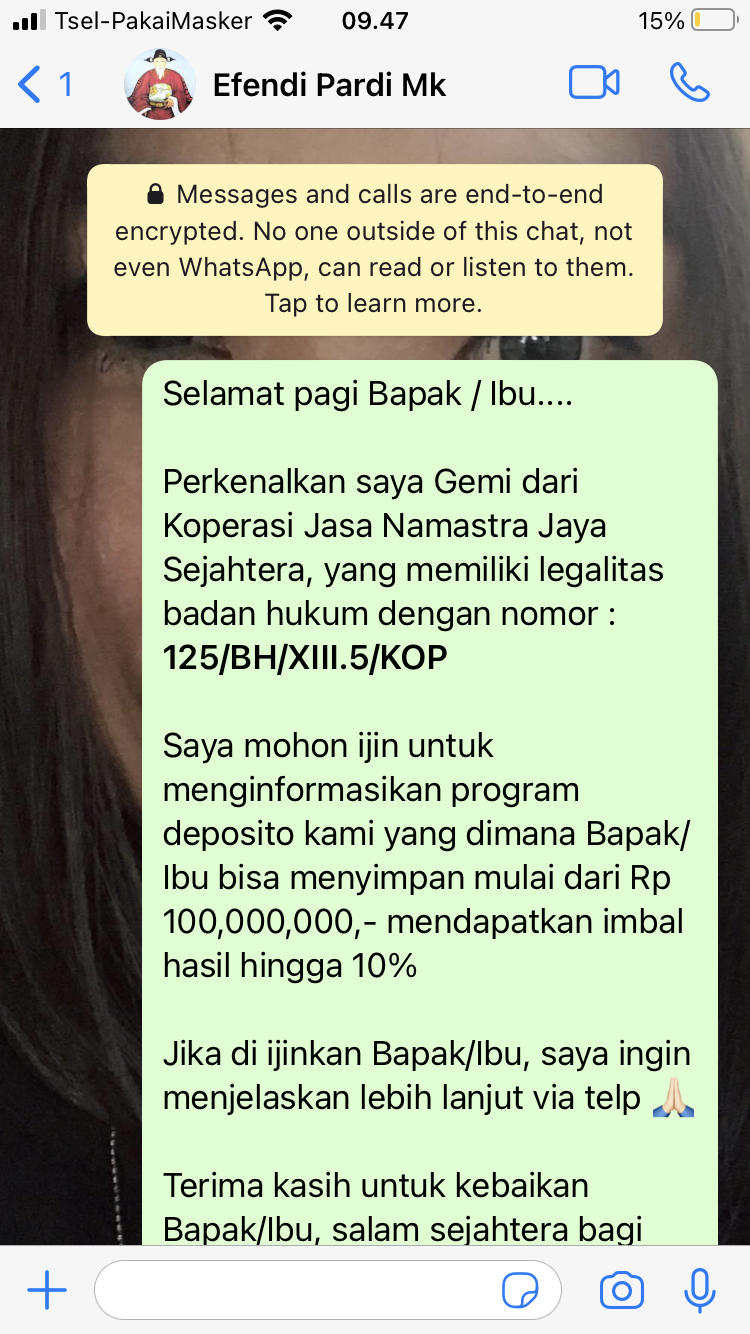 Tsel-PakaiMasker 09.47 15%
1 Efendi Pardi Mk
Messages and calls are end-to-end
encrypted. No one outside of this chat, not
even WhatsApp, can read or listen to them.
Tap to learn more.
Selamat pagi Bapak / Ibu....
Perkenalkan saya Gemi dari
Koperasi Jasa Namastra Jaya
Sejahtera, yang memiliki legalitas
badan hukum dengan nomor :
125/BH/XIII.5/KOP
Saya mohon ijin untuk
menginformasikan program
deposito kami yang dimana Bapak/
Ibu bisa menyimpan mulai dari Rp
100,000,000,- mendapatkan imbal
hasil hingga 10%
Jika di ijinkan Bapak/Ibu, saya ingin
menjelaskan lebih lanjut via telp 🙏🏻
Terima kasih untuk kebaikan
Bapak/Ibu, salam sejahtera bagi